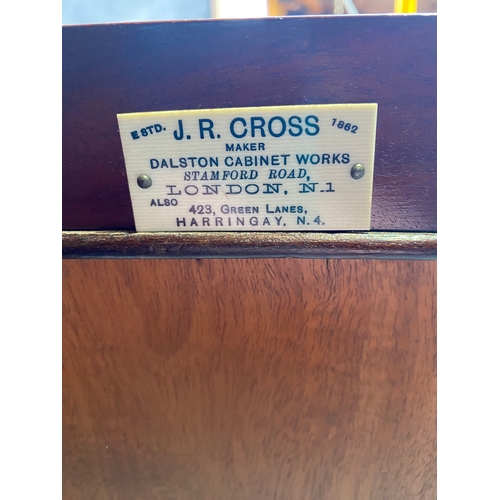 ESTD. J. R. CROSS 1862
MAKER
DALSTON CABINET WORKS
STAMFORD ROAD,
LONDON, N.1
ALSO 423, GREEN LANES,
HARRINGAY, N.4.